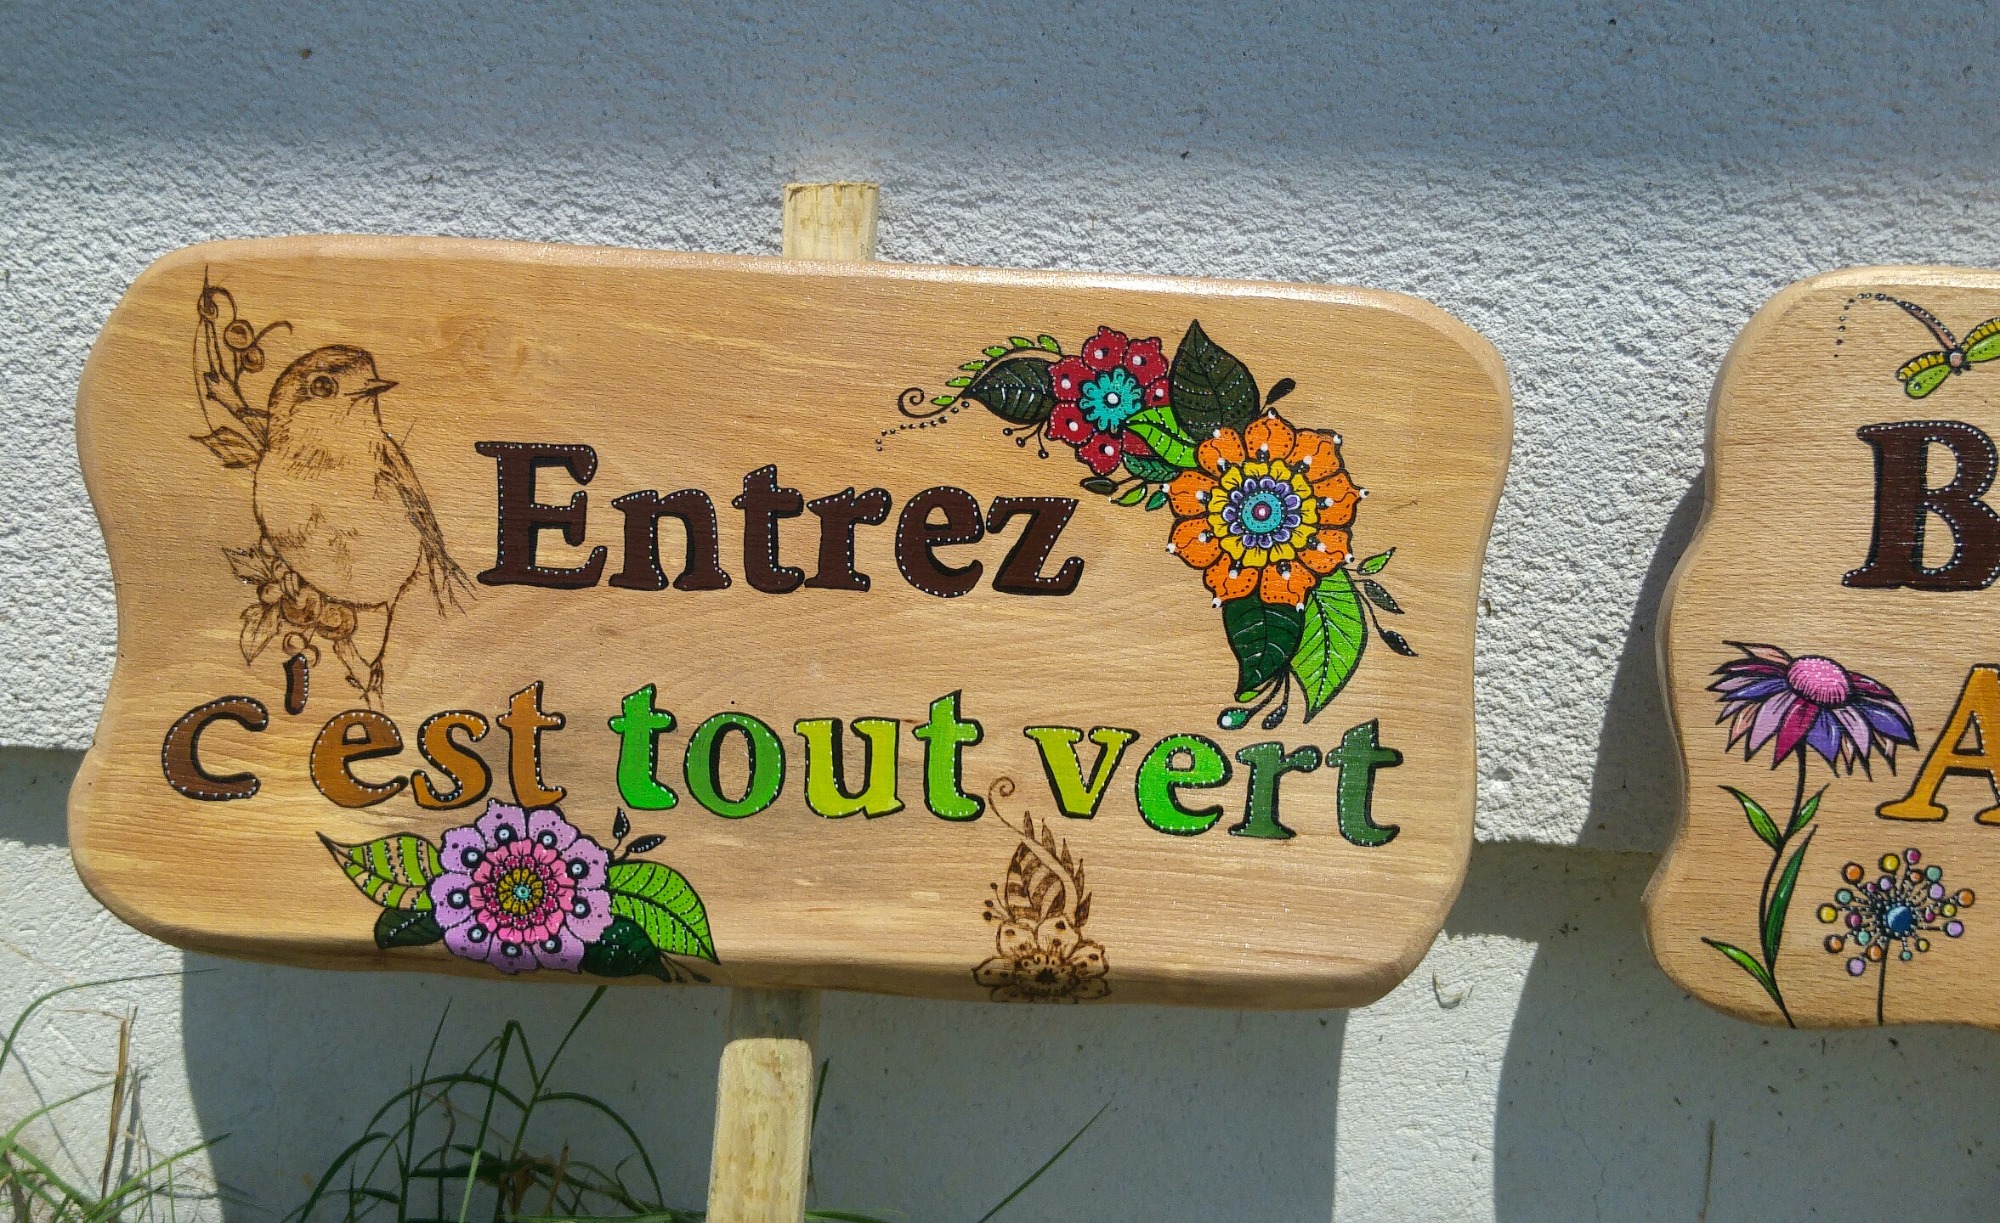 Entrez
c'est tout vert
B
A